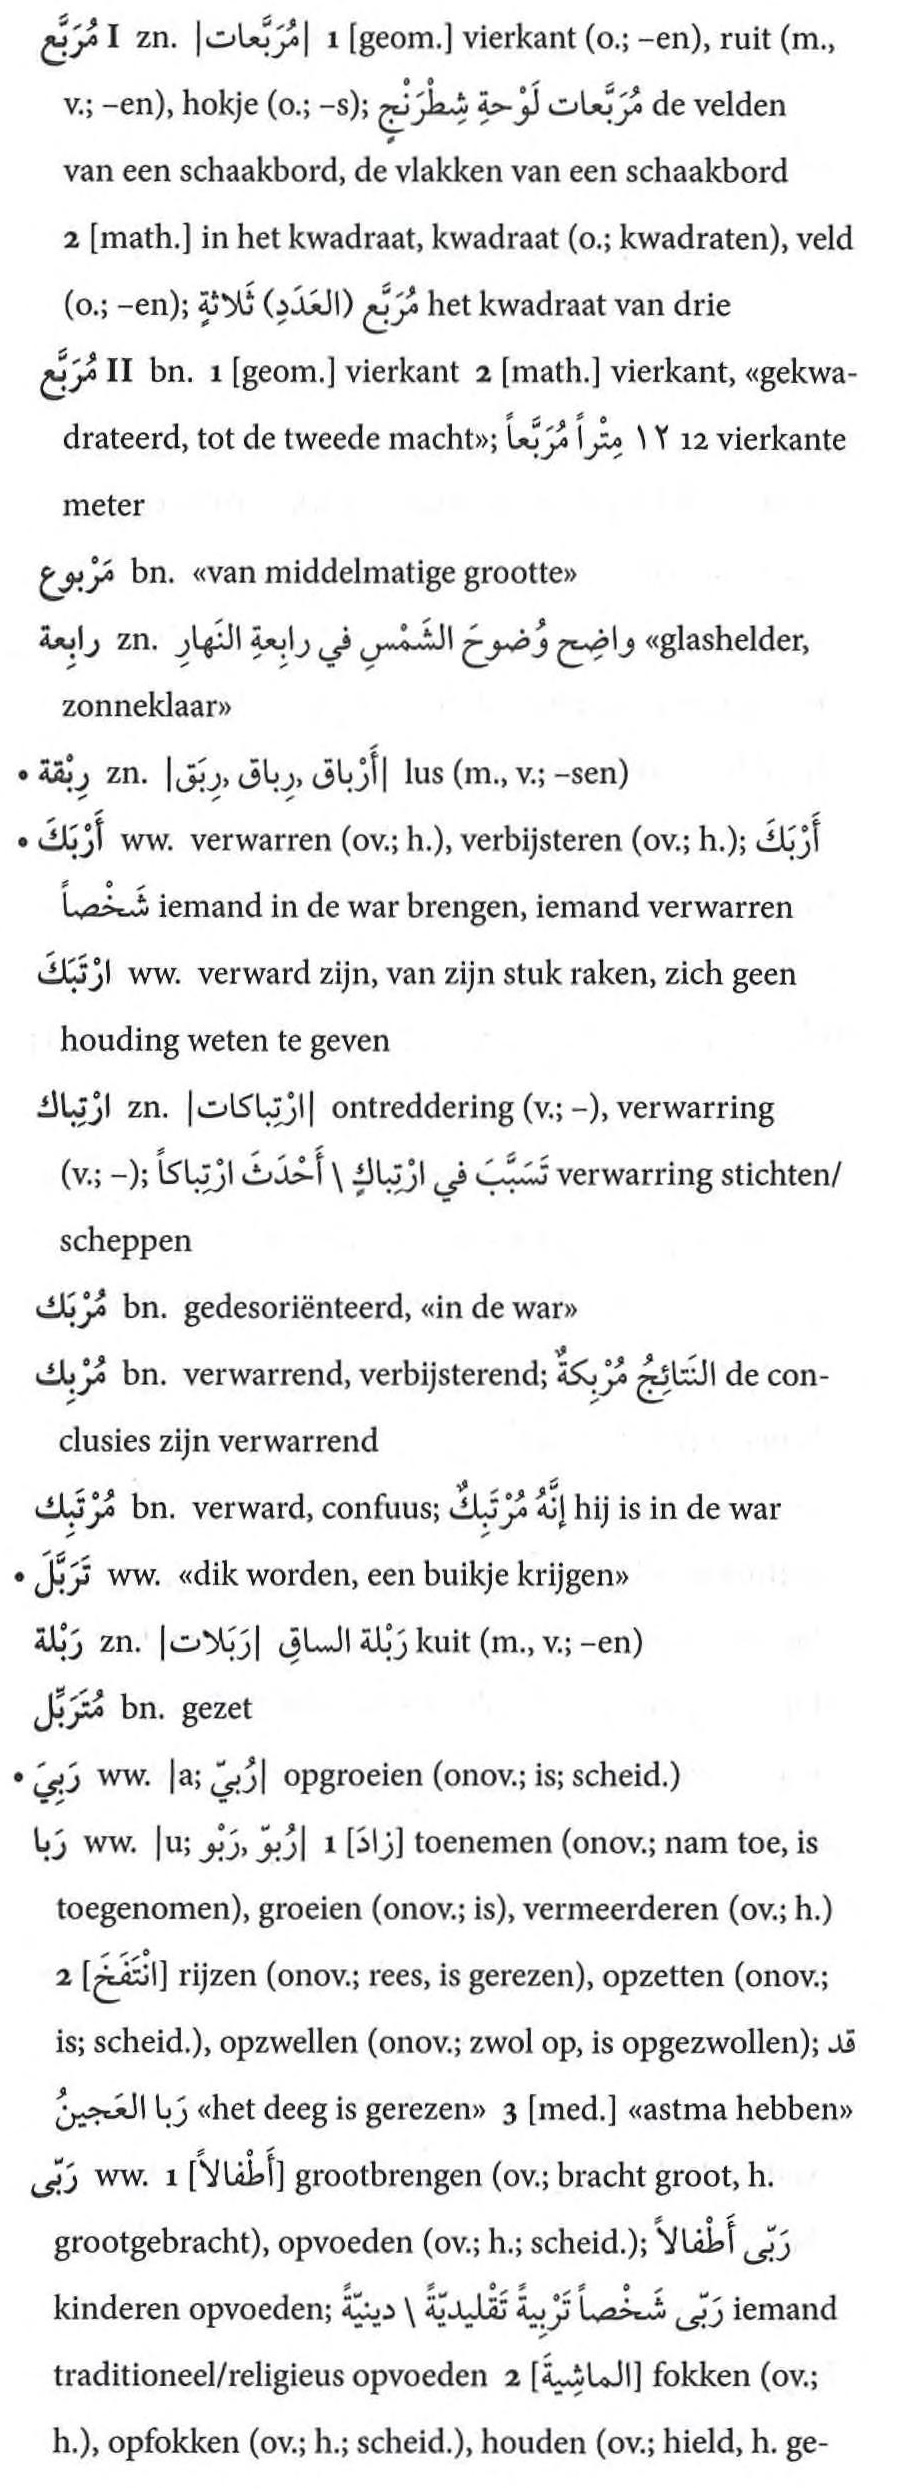 مُرَبَّع I zn. |مُرَبَّعات| 1 [geom.] vierkant (o.; –en), ruit (m.,
v.; –en), hokje (o.; –s); مُرَبَّعات لَوْحةِ شِطْرَنْجٍ de velden
van een schaakbord, de vlakken van een schaakbord
2 [math.] in het kwadraat, kwadraat (o.; kwadraten), veld
(o.; –en); مُرَبَّع (العَدَدِ) ثَلاثةٍ het kwadraat van drie
مُرَبَّع II bn. 1 [geom.] vierkant 2 [math.] vierkant, «gekwa-
drateerd, tot de tweede macht»; ١٢ مِتْراً مُرَبَّعاً 12 vierkante
meter
مَرْبوع bn. «van middelmatige grootte»
رابِعة zn. واضِح وُضوحَ الشَّمْسِ في رابِعةِ النَهارِ «glashelder,
zonneklaar»
• رِبْقة zn. |أَرْباق, رِباق, رِبَق| lus (m., v.; –sen)
• أَرْبَكَ ww. verwarren (ov.; h.), verbijsteren (ov.; h.); أَرْبَكَ
شَخْصاً iemand in de war brengen, iemand verwarren
ارْتَبَكَ ww. verward zijn, van zijn stuk raken, zich geen
houding weten te geven
ارْتِباك zn. |ارْتِباكات| ontreddering (v.; –), verwarring
(v.; –); تَسَبَّبَ في ارْتِباكٍ \ أَحْدَثَ ارْتِباكاً verwarring stichten/
scheppen
مُرْبَك bn. gedesoriënteerd, «in de war»
مُرْبِك bn. verwarrend, verbijsterend; النَتائِجُ مُرْبِكةٌ de con-
clusies zijn verwarrend
مُرْتَبِك bn. verward, confuus; إنَّهُ مُرْتَبِكٌ hij is in de war
• تَرَبَّلَ ww. «dik worden, een buikje krijgen»
رَبْلة zn. |رَبَلات| رَبْلة الساقِ kuit (m., v.; –en)
مُتَرَبِّل bn. gezet
• رَبِيَ ww. |a; رُبيّ| opgroeien (onov.; is; scheid.)
رَبا ww. |u; رُبوّ, رَبْو| 1 [زادَ] toenemen (onov.; nam toe, is
toegenomen), groeien (onov.; is), vermeerderen (ov.; h.)
2 [انْتَفَخَ] rijzen (onov.; rees, is gerezen), opzetten (onov.;
is; scheid.), opzwellen (onov.; zwol op, is opgezwollen); قد
رَبا العَجينُ «het deeg is gerezen» 3 [med.] «astma hebben»
رَبّى ww. 1 [أَطْفالاً] grootbrengen (ov.; bracht groot, h.
grootgebracht), opvoeden (ov.; h.; scheid.); رَبّى أَطْفالاً
kinderen opvoeden; رَبّى شَخْصاً تَرْبِيةً تَقْليديّةً \ دينيّةً iemand
traditioneel/religieus opvoeden 2 [الماشِيةَ] fokken (ov.;
h.), opfokken (ov.; h.; scheid.), houden (ov.; hield, h. ge-